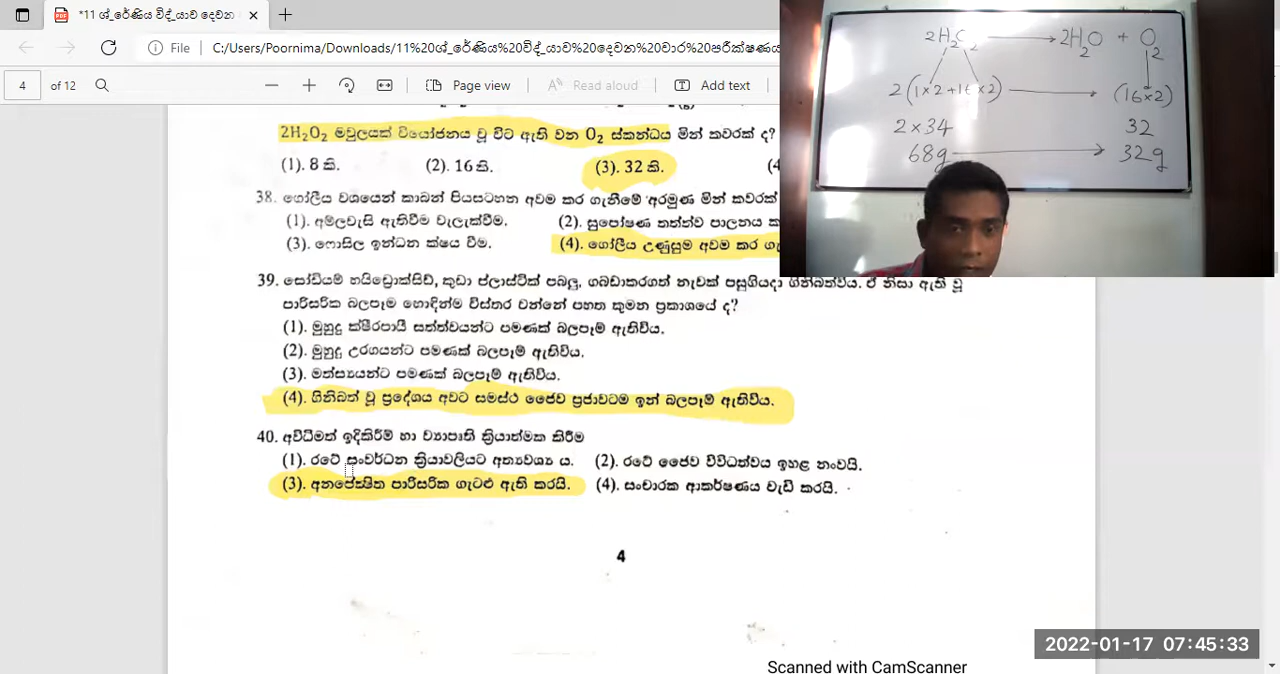 *11 ශ්_රේණිය විද්_යාව දෙවන
File C:/Users/Poornima/Downloads/11%20ශ්_රේණිය%20විද්_යාව%20දෙවන%20වාර%20පරීක්ෂණය
4 of 12 Page view Read aloud Add text
2H₂O₂ මවුලයක් වියෝජනය වූ විට ඇති වන O₂ ස්කන්ධය මින් කවරක් ද?
(1). 8 කි. (2). 16 කි. (3). 32 කි. (4
38. ගෝලීය වශයෙන් කාබන් පියසටහන අවම කර ගැනීමේ අරමුණ මින් කවරක්
(1). අම්ලවැසි ඇතිවීම වැලැක්වීම. (2). සුපෝෂණ තත්ත්ව පාලනය ක
(3). ෆොසිල ඉන්ධන ක්ෂය වීම. (4). ගෝලීය උණුසුම අවම කර ගැ
39. සෝඩියම් හයිඩ්‍රොක්සිඩ්, කුඩා ප්ලාස්ටික් පබලු, ගබඩාකරගත් නැවක් පසුගියදා ගිනිබත්විය. ඒ නිසා ඇති වූ
පාරිසරික බලපෑම හොඳින්ම විස්තර වන්නේ පහත කුමන ප්‍රකාශයේ ද?
(1). මුහුදු ක්ෂීරපායී සත්ත්වයන්ට පමණක් බලපෑම් ඇතිවිය.
(2). මුහුදු උරගයන්ට පමණක් බලපෑම් ඇතිවිය.
(3). මත්ස්‍යයන්ට පමණක් බලපෑම් ඇතිවිය.
(4). ගිනිබත් වූ ප්‍රදේශය අවට සමස්ථ ජෛව ප්‍රජාවටම ඉන් බලපෑම් ඇතිවිය.
40. අවිධිමත් ඉදිකිරීම් හා ව්‍යාපෘති ක්‍රියාත්මක කිරීම
(1). රටේ සංවර්ධන ක්‍රියාවලියට අත්‍යවශ්‍ය ය. (2). රටේ ජෛව විවිධත්වය ඉහළ නංවයි.
(3). අනපේක්ෂිත පාරිසරික ගැටළු ඇති කරයි. (4). සංචාරක ආකර්ෂණය වැඩි කරයි.
4
Scanned with CamScanner
2H₂O₂ → 2H₂O + O₂
2(1×2+16×2) → (16×2)
2×34 32
68g → 32g
2022-01-17 07:45:33